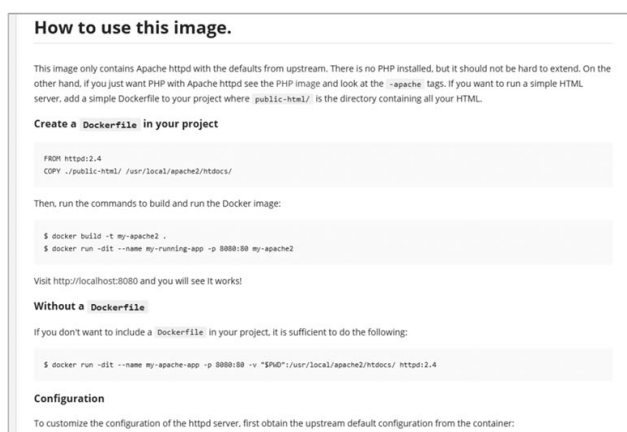 How to use this image.
This image only contains Apache httpd with the defaults from upstream. There is no PHP installed, but it should not be hard to extend. On the
other hand, if you just want PHP with Apache httpd see the PHP image and look at the -apache tags. If you want to run a simple HTML
server, add a simple Dockerfile to your project where public-html/ is the directory containing all your HTML.
Create a Dockerfile in your project
FROM httpd:2.4
COPY ./public-html/ /usr/local/apache2/htdocs/
Then, run the commands to build and run the Docker image:
$ docker build -t my-apache2 .
$ docker run -dit --name my-running-app -p 8080:80 my-apache2
Visit http://localhost:8080 and you will see It works!
Without a Dockerfile
If you don't want to include a Dockerfile in your project, it is sufficient to do the following:
$ docker run -dit --name my-apache-app -p 8080:80 -v "$PWD":/usr/local/apache2/htdocs/ httpd:2.4
Configuration
To customize the configuration of the httpd server, first obtain the upstream default configuration from the container: